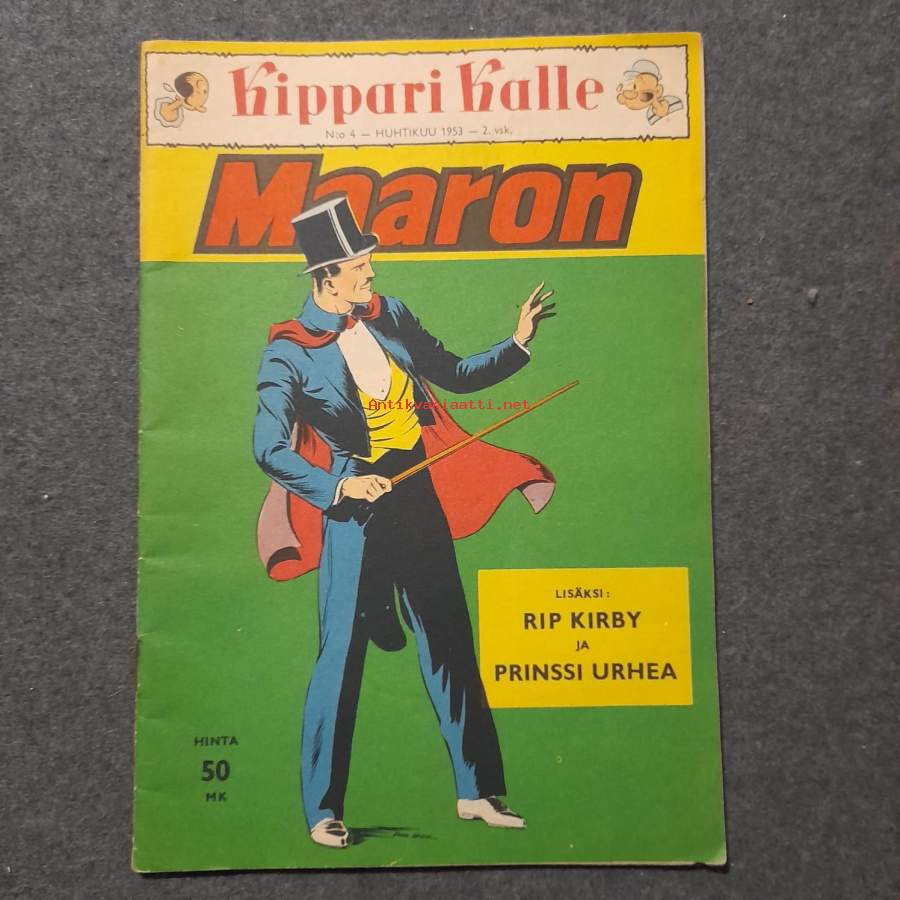 Kippari Kalle
N:o 4 — HUHTIKUU 1953 — 2. vsk.
Maaron
Antikvariaatti.net
LISÄKSI:
RIP KIRBY
JA
PRINSSI URHEA
HINTA
50
MK